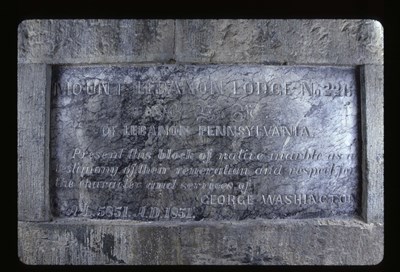 MOUNT LEBANON LODGE No. 226
OF LEBANON PENNSYLVANIA.
Present this block of native marble as a
testimony of their veneration and respect for
the character and services of
GEORGE WASHINGTON
A.L. 5851. A.D 1851.